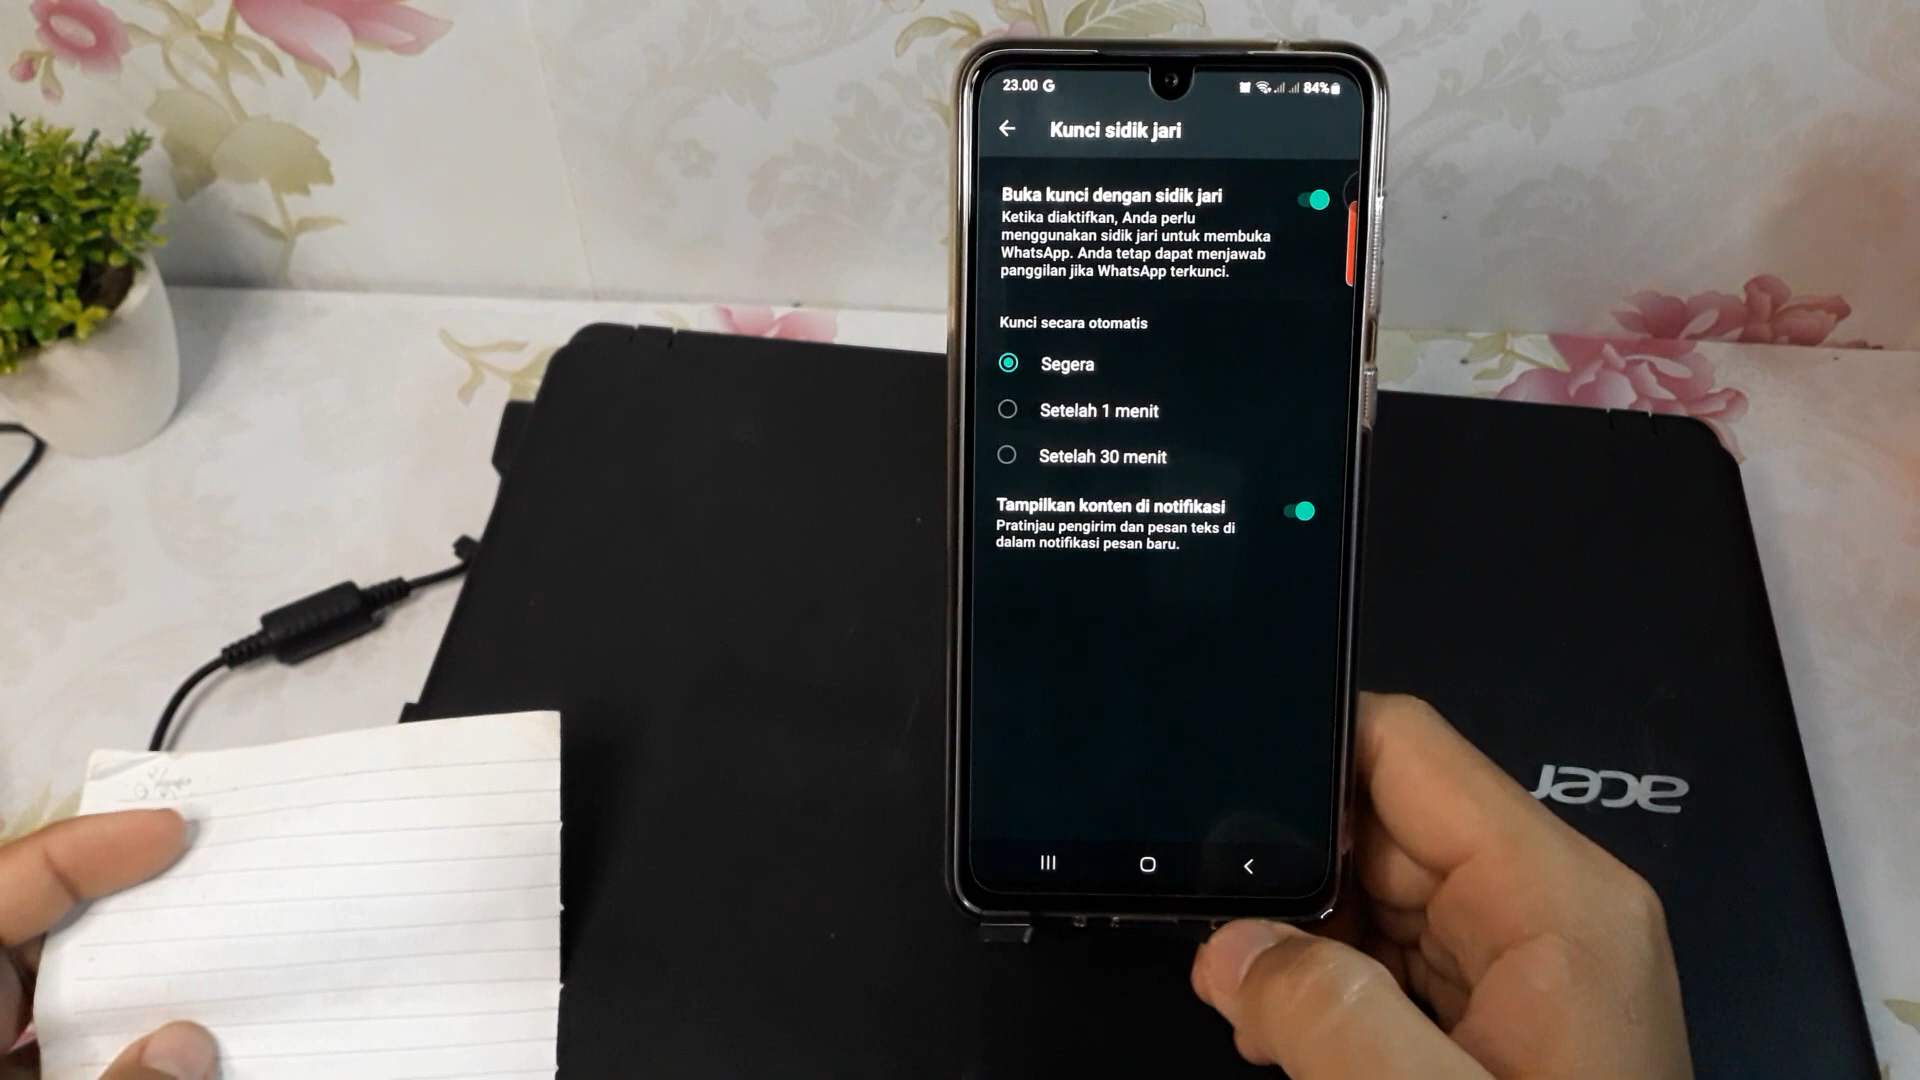 23.00 G
84%
Kunci sidik jari
Buka kunci dengan sidik jari
Ketika diaktifkan, Anda perlu
menggunakan sidik jari untuk membuka
WhatsApp. Anda tetap dapat menjawab
panggilan jika WhatsApp terkunci.
Kunci secara otomatis
Segera
Setelah 1 menit
Setelah 30 menit
Tampilkan konten di notifikasi
Pratinjau pengirim dan pesan teks di
dalam notifikasi pesan baru.
acer